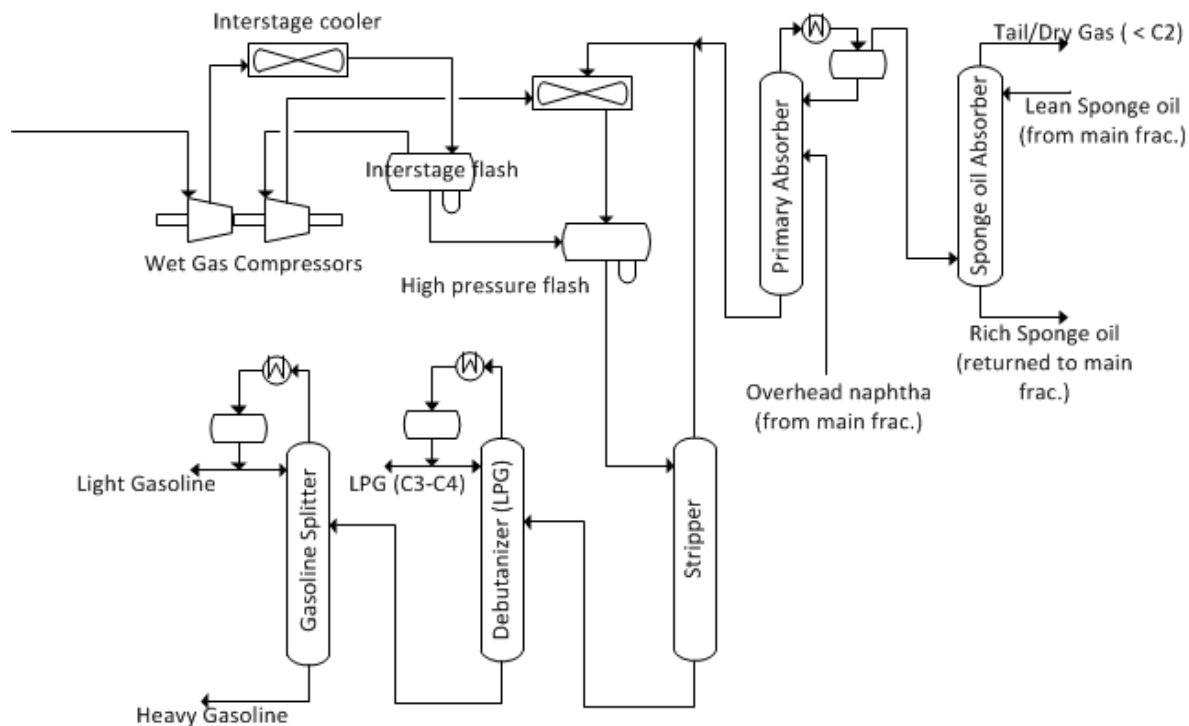 Interstage cooler
Tail/Dry Gas ( < C2)
Lean Sponge oil
(from main frac.)
Primary Absorber
Sponge oil Absorber
Interstage flash
Wet Gas Compressors
High pressure flash
Rich Sponge oil
(returned to main
frac.)
Overhead naphtha
(from main frac.)
Light Gasoline
LPG (C3-C4)
Gasoline Splitter
Debutanizer (LPG)
Stripper
Heavy Gasoline